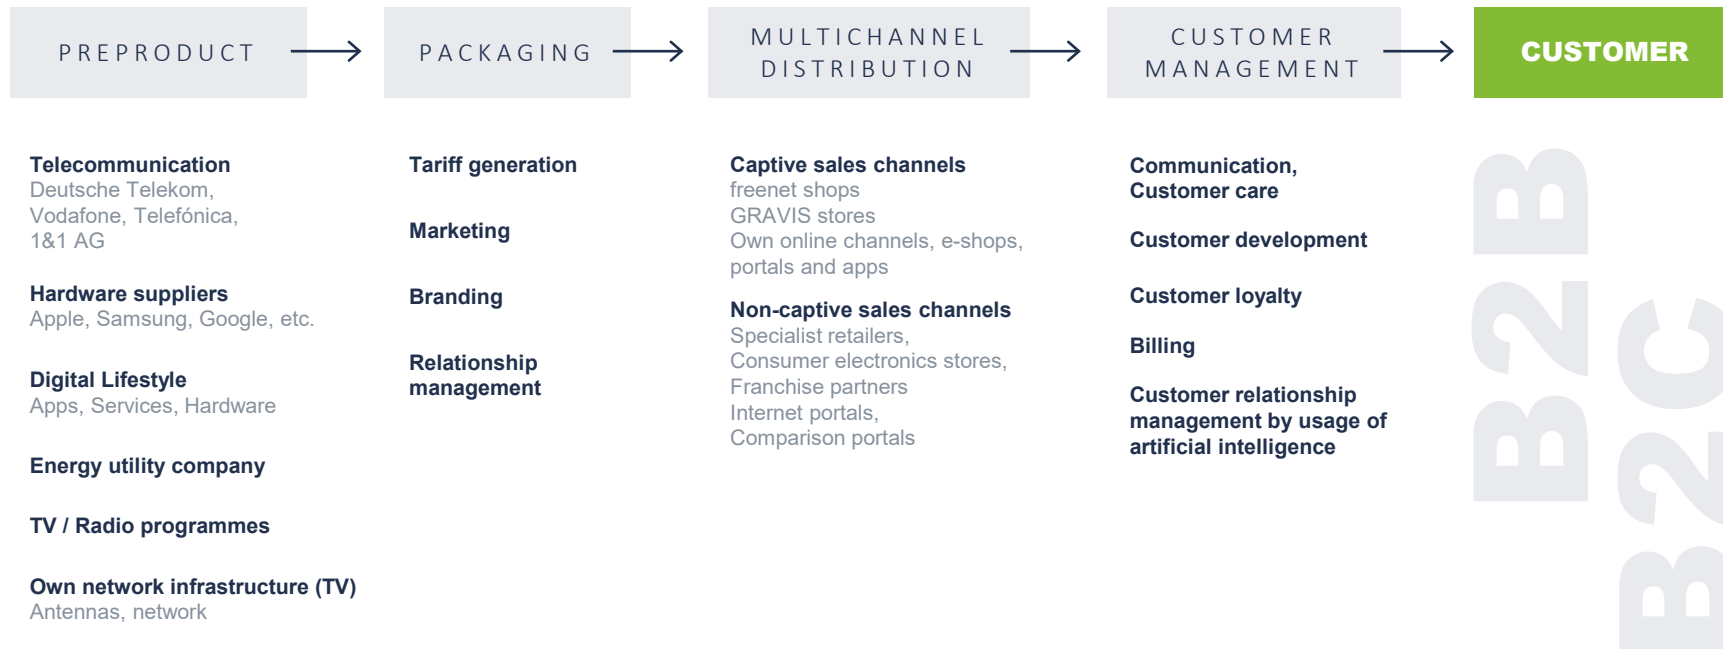 PREPRODUCT
PACKAGING
MULTICHANNEL
DISTRIBUTION
CUSTOMER
MANAGEMENT
CUSTOMER
Telecommunication
Deutsche Telekom,
Vodafone, Telefónica,
1&1 AG
Hardware suppliers
Apple, Samsung, Google, etc.
Digital Lifestyle
Apps, Services, Hardware
Energy utility company
TV / Radio programmes
Own network infrastructure (TV)
Antennas, network
Tariff generation
Marketing
Branding
Relationship
management
Captive sales channels
freenet shops
GRAVIS stores
Own online channels, e-shops,
portals and apps
Non-captive sales channels
Specialist retailers,
Consumer electronics stores,
Franchise partners
Internet portals,
Comparison portals
Communication,
Customer care
Customer development
Customer loyalty
Billing
Customer relationship
management by usage of
artificial intelligence
B2B
B2C